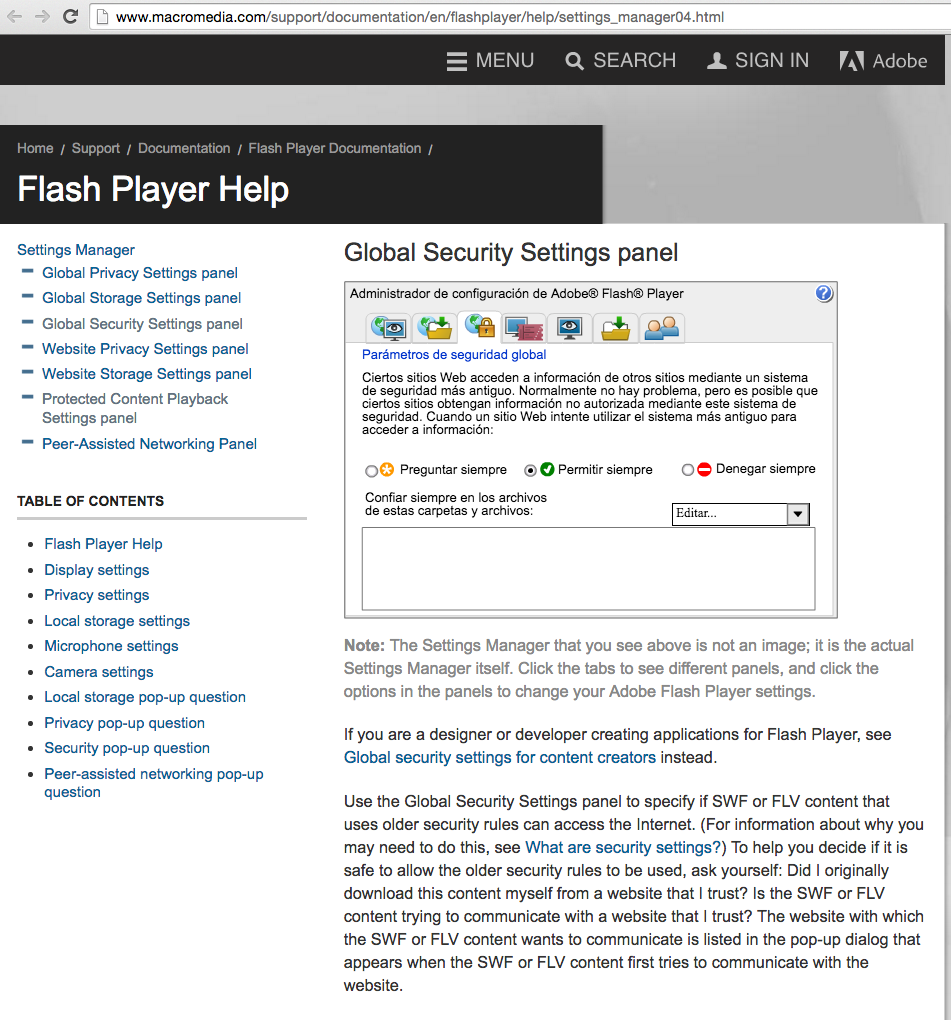 www.macromedia.com/support/documentation/en/flashplayer/help/settings_manager04.html
MENU SEARCH SIGN IN Adobe
Home / Support / Documentation / Flash Player Documentation /
Flash Player Help
Settings Manager
Global Privacy Settings panel
Global Storage Settings panel
Global Security Settings panel
Website Privacy Settings panel
Website Storage Settings panel
Protected Content Playback
Settings panel
Peer-Assisted Networking Panel
TABLE OF CONTENTS
Flash Player Help
Display settings
Privacy settings
Local storage settings
Microphone settings
Camera settings
Local storage pop-up question
Privacy pop-up question
Security pop-up question
Peer-assisted networking pop-up
question
Global Security Settings panel
Administrador de configuración de Adobe® Flash® Player
Parámetros de seguridad global
Ciertos sitios Web acceden a información de otros sitios mediante un sistema
de seguridad más antiguo. Normalmente no hay problema, pero es posible que
ciertos sitios obtengan información no autorizada mediante este sistema de
seguridad. Cuando un sitio Web intente utilizar el sistema más antiguo para
acceder a información:
Preguntar siempre Permitir siempre Denegar siempre
Confiar siempre en los archivos
de estas carpetas y archivos:
Editar...
Note: The Settings Manager that you see above is not an image; it is the actual
Settings Manager itself. Click the tabs to see different panels, and click the
options in the panels to change your Adobe Flash Player settings.
If you are a designer or developer creating applications for Flash Player, see
Global security settings for content creators instead.
Use the Global Security Settings panel to specify if SWF or FLV content that
uses older security rules can access the Internet. (For information about why you
may need to do this, see What are security settings?) To help you decide if it is
safe to allow the older security rules to be used, ask yourself: Did I originally
download this content myself from a website that I trust? Is the SWF or FLV
content trying to communicate with a website that I trust? The website with which
the SWF or FLV content wants to communicate is listed in the pop-up dialog that
appears when the SWF or FLV content first tries to communicate with the
website.